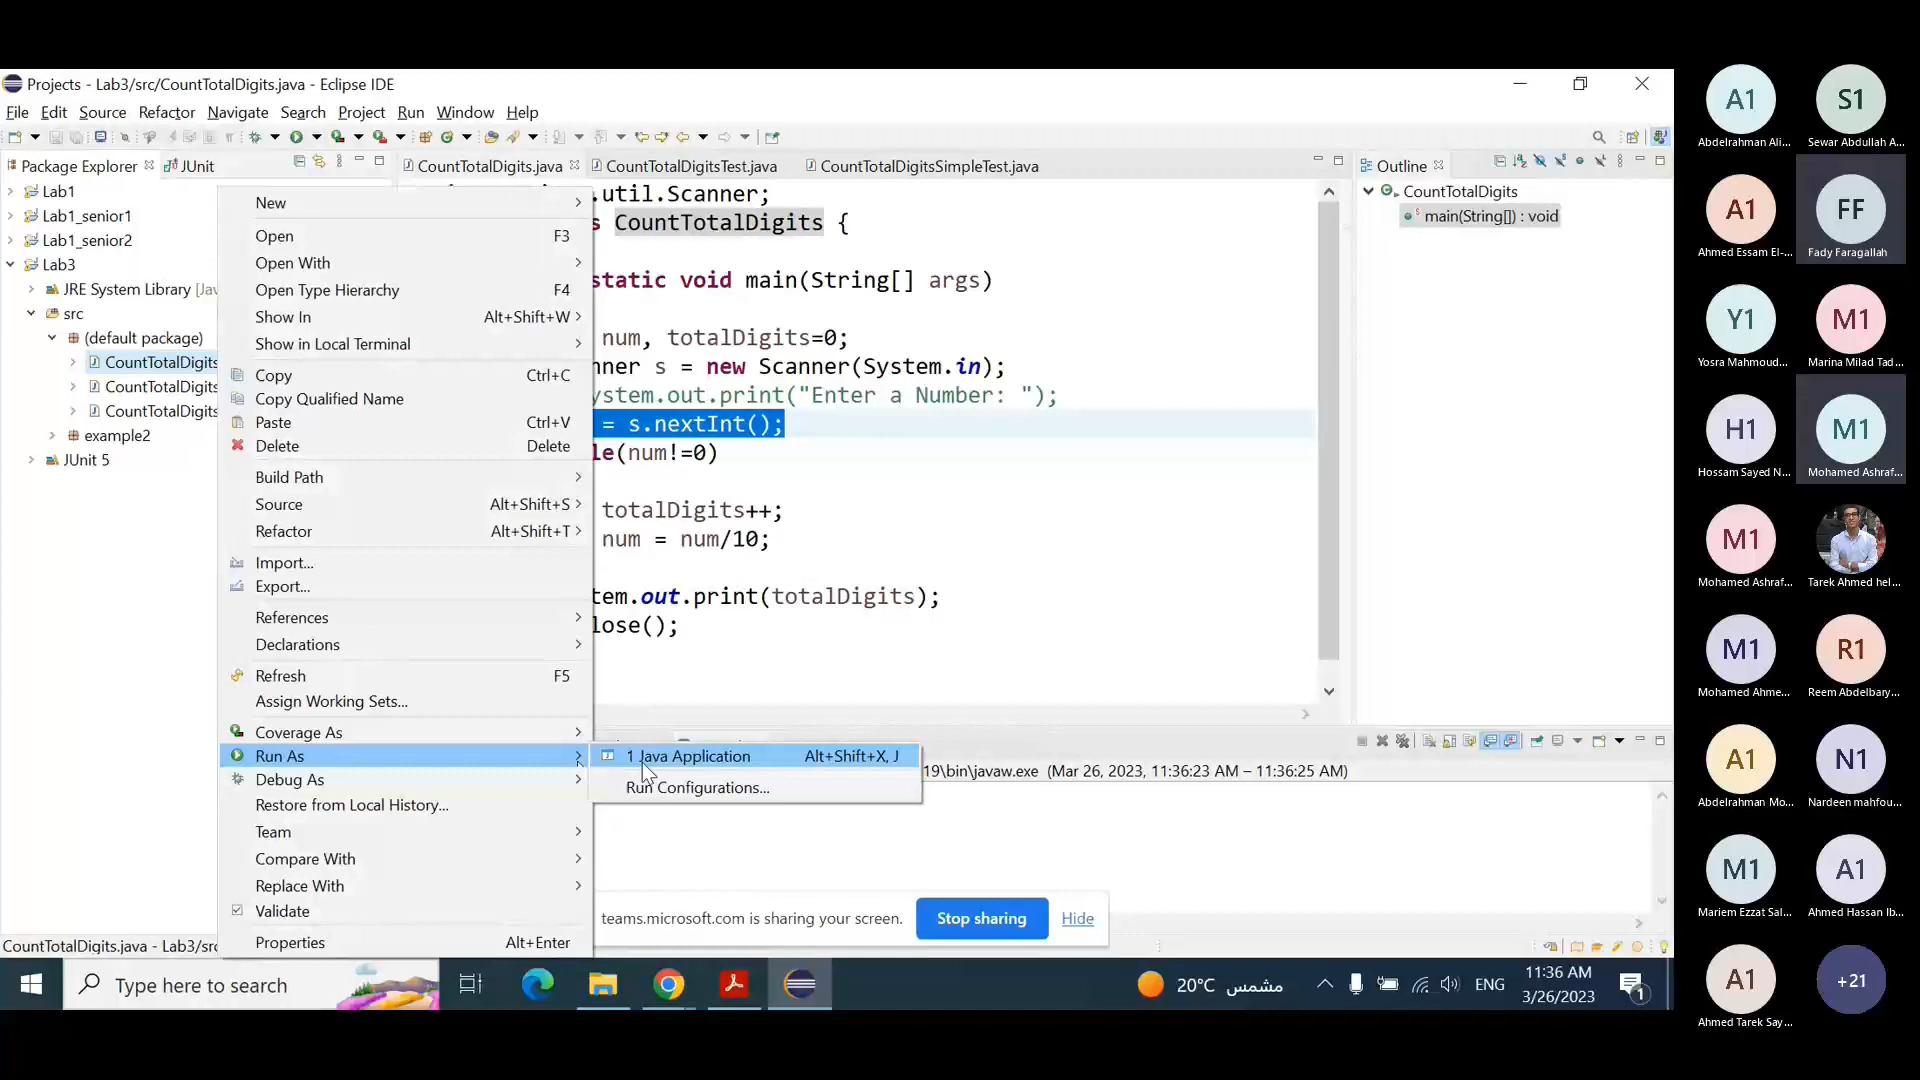 Projects - Lab3/src/CountTotalDigits.java - Eclipse IDE
File Edit Source Refactor Navigate Search Project Run Window Help
Package Explorer JUnit
CountTotalDigits.java CountTotalDigitsTest.java CountTotalDigitsSimpleTest.java
Outline
Lab1
Lab1_senior1
Lab1_senior2
Lab3
JRE System Library [Jav
src
(default package)
CountTotalDigits
CountTotalDigits
CountTotalDigits
example2
JUnit 5
New
Open F3
Open With
Open Type Hierarchy F4
Show In Alt+Shift+W
Show in Local Terminal
Copy Ctrl+C
Copy Qualified Name
Paste Ctrl+V
Delete Delete
Build Path
Source Alt+Shift+S
Refactor Alt+Shift+T
Import...
Export...
References
Declarations
Refresh F5
Assign Working Sets...
Coverage As
Run As
Debug As
Restore from Local History...
Team
Compare With
Replace With
Validate
Properties Alt+Enter
1 Java Application Alt+Shift+X, J
Run Configurations...
.util.Scanner;
s CountTotalDigits {
static void main(String[] args)
num, totalDigits=0;
nner s = new Scanner(System.in);
ystem.out.print("Enter a Number: ");
= s.nextInt();
le(num!=0)
totalDigits++;
num = num/10;
tem.out.print(totalDigits);
lose();
CountTotalDigits
main(String[]) : void
19\bin\javaw.exe (Mar 26, 2023, 11:36:23 AM – 11:36:25 AM)
teams.microsoft.com is sharing your screen. Stop sharing Hide
CountTotalDigits.java - Lab3/src
Type here to search
20°C مشمس
ENG
11:36 AM
3/26/2023
1
A1 S1
Abdelrahman Ali... Sewar Abdullah A...
A1 FF
Ahmed Essam El-... Fady Faragallah
Y1 M1
Yosra Mahmoud... Marina Milad Tad...
H1 M1
Hossam Sayed N... Mohamed Ashraf...
M1
Mohamed Ashraf... Tarek Ahmed hel...
M1 R1
Mohamed Ahme... Reem Abdelbary...
A1 N1
Abdelrahman Mo... Nardeen mahfou...
M1 A1
Mariem Ezzat Sal... Ahmed Hassan Ib...
A1 +21
Ahmed Tarek Say...